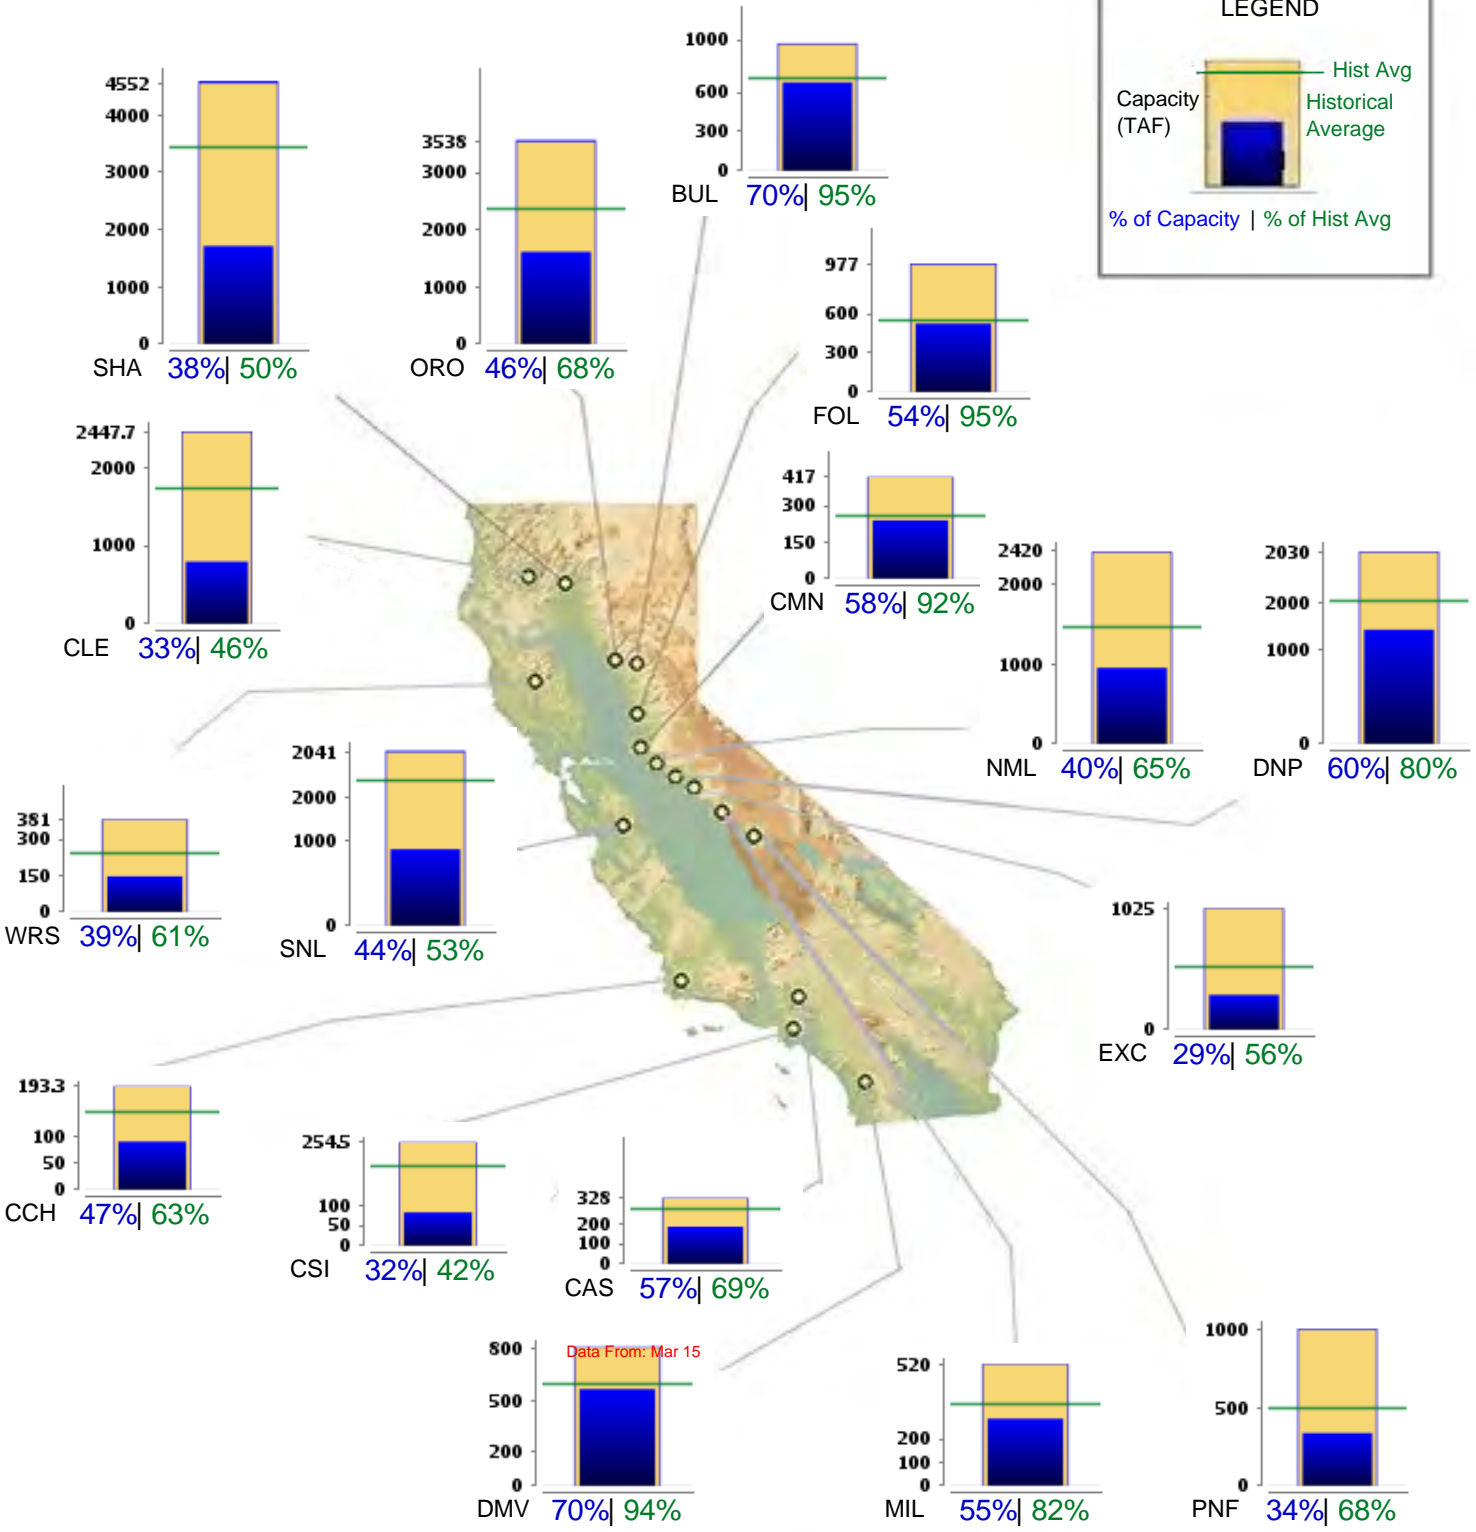 LEGEND
Hist Avg
Capacity
(TAF)
Historical
Average
% of Capacity | % of Hist Avg
1000
600
300
0
BUL 70%| 95%
4552
4000
3000
2000
1000
0
SHA 38%| 50%
3538
3000
2000
1000
0
ORO 46%| 68%
977
600
300
0
FOL 54%| 95%
2447.7
2000
1000
0
CLE 33%| 46%
417
300
150
0
CMN 58%| 92%
2420
2000
1000
0
NML 40%| 65%
2030
2000
1000
0
DNP 60%| 80%
381
300
150
0
WRS 39%| 61%
2041
2000
1000
0
SNL 44%| 53%
1025
0
EXC 29%| 56%
193.3
100
50
0
CCH 47%| 63%
254.5
100
50
0
CSI 32%| 42%
328
200
100
0
CAS 57%| 69%
800
Data From: Mar 15
500
200
0
DMV 70%| 94%
520
200
100
0
MIL 55%| 82%
1000
500
0
PNF 34%| 68%